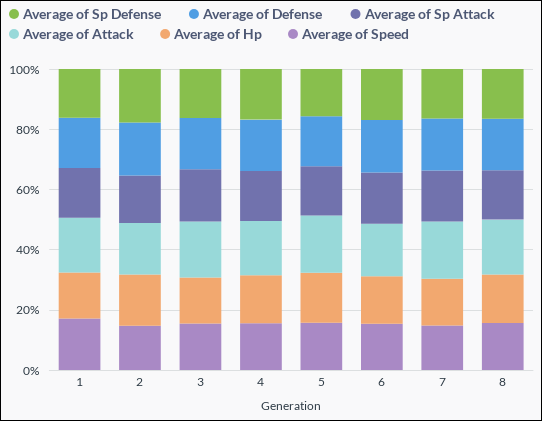 Average of Sp Defense Average of Defense Average of Sp Attack
Average of Attack Average of Hp Average of Speed
100%
80%
60%
40%
20%
0%
1 2 3 4 5 6 7 8
Generation